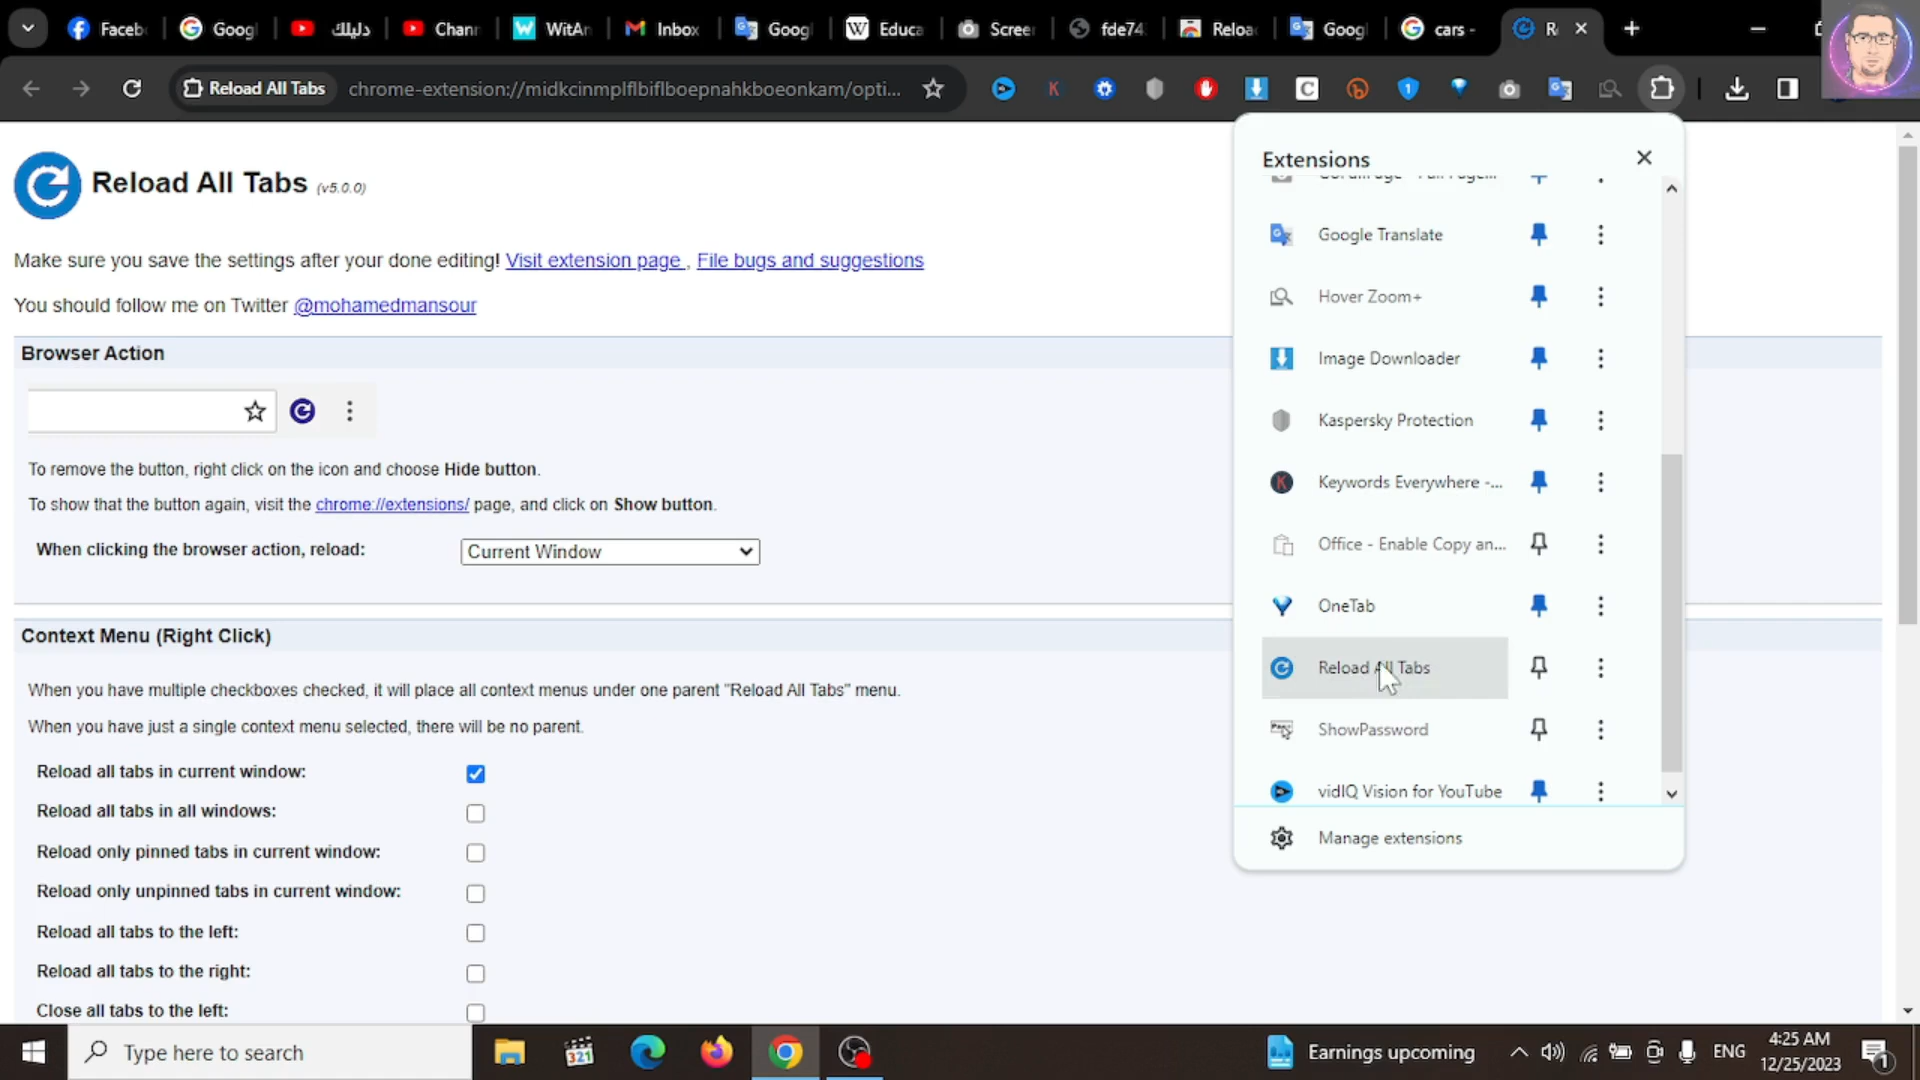 Faceb
Googl
دليلك
Chann
WitAn
Inbox
Googl
Educa
Scree
fde74
Reloa
Googl
cars -
R
Reload All Tabs
chrome-extension://midkcinmplflbiflboepnahkboeonkam/opti...
Reload All Tabs (v5.0.0)
Make sure you save the settings after your done editing! Visit extension page , File bugs and suggestions
You should follow me on Twitter @mohamedmansour
Browser Action
To remove the button, right click on the icon and choose Hide button.
To show that the button again, visit the chrome://extensions/ page, and click on Show button.
When clicking the browser action, reload: Current Window
Context Menu (Right Click)
When you have multiple checkboxes checked, it will place all context menus under one parent "Reload All Tabs" menu.
When you have just a single context menu selected, there will be no parent.
Reload all tabs in current window:
Reload all tabs in all windows:
Reload only pinned tabs in current window:
Reload only unpinned tabs in current window:
Reload all tabs to the left:
Reload all tabs to the right:
Close all tabs to the left:
Extensions
Google Translate
Hover Zoom+
Image Downloader
Kaspersky Protection
Keywords Everywhere -...
Office - Enable Copy an...
OneTab
Reload All Tabs
ShowPassword
vidIQ Vision for YouTube
Manage extensions
Type here to search
321
Earnings upcoming
ENG
4:25 AM
12/25/2023
1